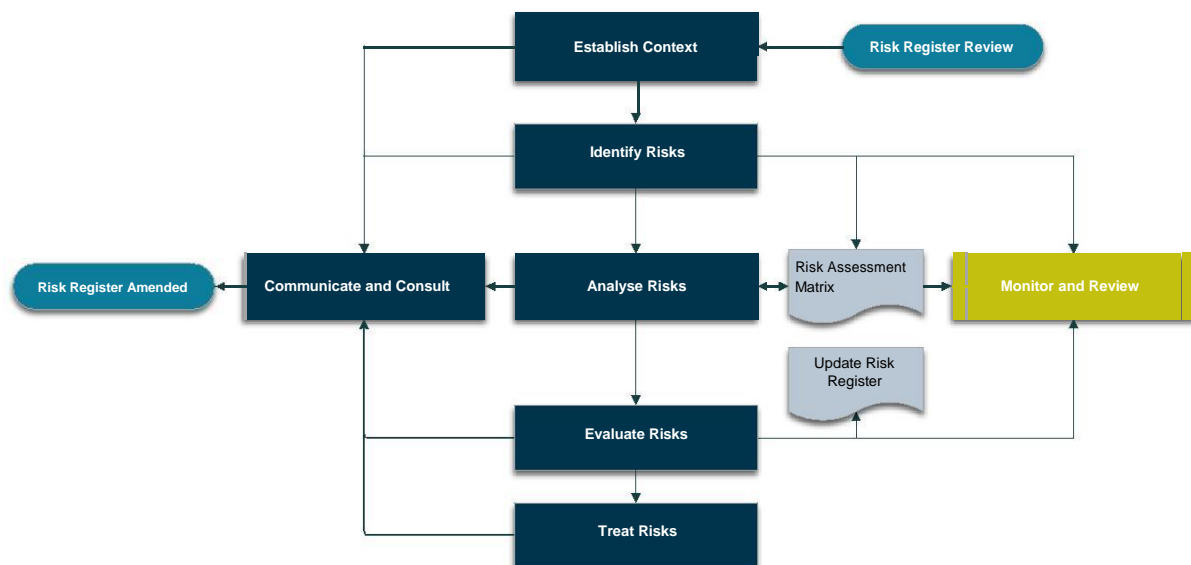 Establish Context
Risk Register Review
Identify Risks
Risk Register Amended
Communicate and Consult
Analyse Risks
Risk Assessment
Matrix
Monitor and Review
Update Risk
Register
Evaluate Risks
Treat Risks